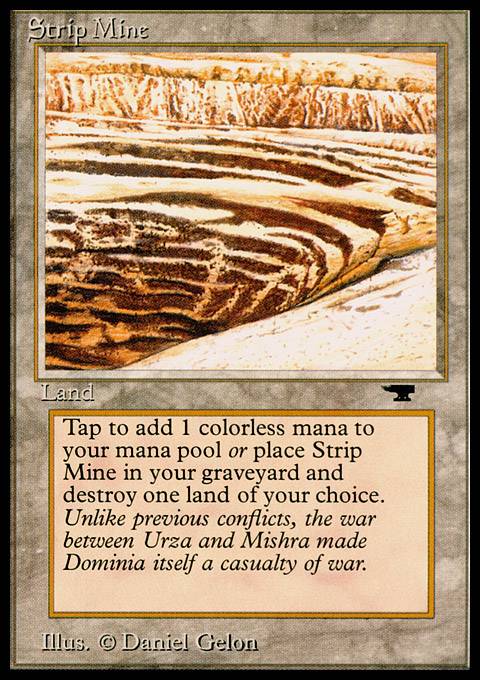 Strip Mine
Land
Tap to add 1 colorless mana to
your mana pool or place Strip
Mine in your graveyard and
destroy one land of your choice.
Unlike previous conflicts, the war
between Urza and Mishra made
Dominia itself a casualty of war.
Illus. © Daniel Gelon